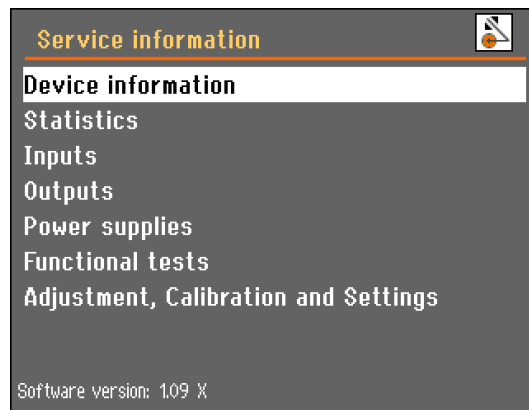 Service information
Device information
Statistics
Inputs
Outputs
Power supplies
Functional tests
Adjustment, Calibration and Settings
Software version: 1.09 X